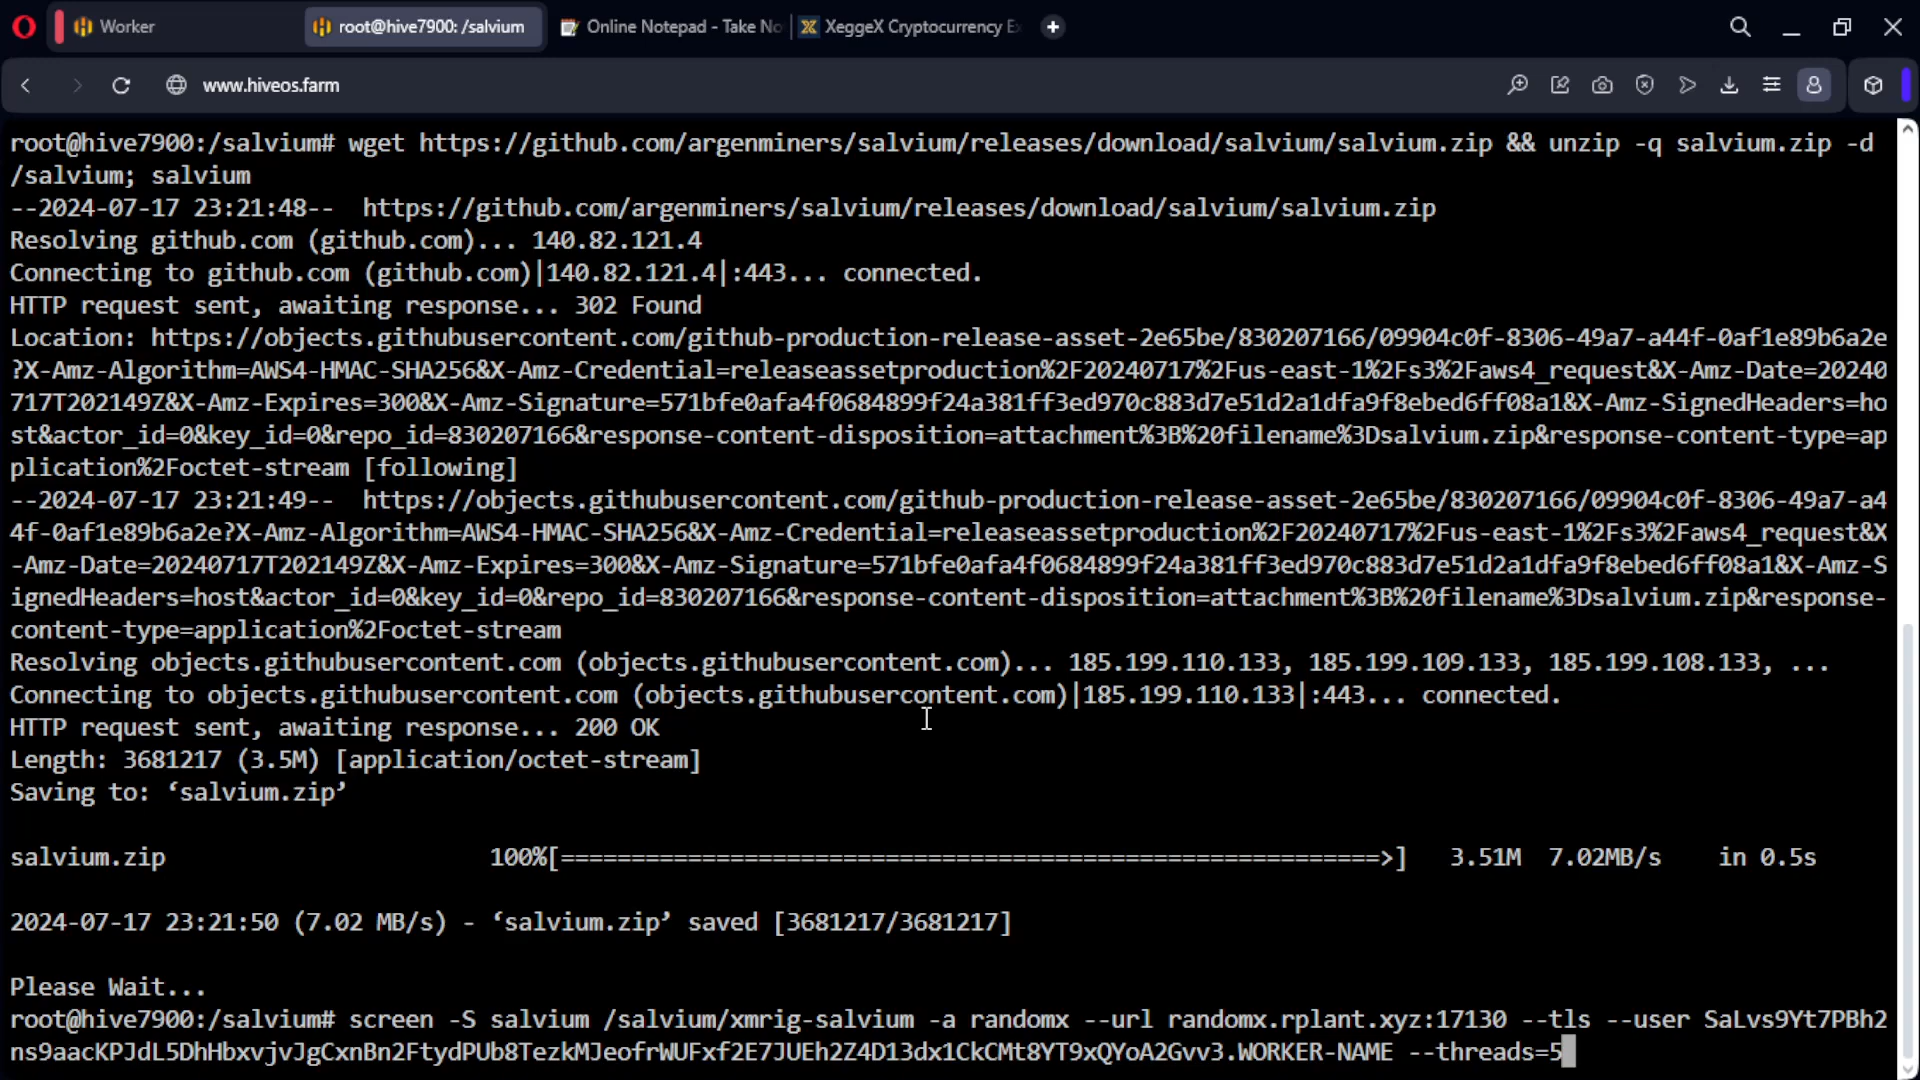 Worker
root@hive7900: /salvium
Online Notepad - Take No
XeggeX Cryptocurrency Ex
www.hiveos.farm
root@hive7900:/salvium# wget https://github.com/argenminers/salvium/releases/download/salvium/salvium.zip && unzip -q salvium.zip -d
/salvium; salvium
--2024-07-17 23:21:48--  https://github.com/argenminers/salvium/releases/download/salvium/salvium.zip
Resolving github.com (github.com)... 140.82.121.4
Connecting to github.com (github.com)|140.82.121.4|:443... connected.
HTTP request sent, awaiting response... 302 Found
Location: https://objects.githubusercontent.com/github-production-release-asset-2e65be/830207166/09904c0f-8306-49a7-a44f-0af1e89b6a2e
?X-Amz-Algorithm=AWS4-HMAC-SHA256&X-Amz-Credential=releaseassetproduction%2F20240717%2Fus-east-1%2Fs3%2Faws4_request&X-Amz-Date=20240
717T202149Z&X-Amz-Expires=300&X-Amz-Signature=571bfe0afa4f0684899f24a381ff3ed970c883d7e51d2a1dfa9f8ebed6ff08a1&X-Amz-SignedHeaders=ho
st&actor_id=0&key_id=0&repo_id=830207166&response-content-disposition=attachment%3B%20filename%3Dsalvium.zip&response-content-type=ap
plication%2Foctet-stream [following]
--2024-07-17 23:21:49--  https://objects.githubusercontent.com/github-production-release-asset-2e65be/830207166/09904c0f-8306-49a7-a4
4f-0af1e89b6a2e?X-Amz-Algorithm=AWS4-HMAC-SHA256&X-Amz-Credential=releaseassetproduction%2F20240717%2Fus-east-1%2Fs3%2Faws4_request&X
-Amz-Date=20240717T202149Z&X-Amz-Expires=300&X-Amz-Signature=571bfe0afa4f0684899f24a381ff3ed970c883d7e51d2a1dfa9f8ebed6ff08a1&X-Amz-S
ignedHeaders=host&actor_id=0&key_id=0&repo_id=830207166&response-content-disposition=attachment%3B%20filename%3Dsalvium.zip&response-
content-type=application%2Foctet-stream
Resolving objects.githubusercontent.com (objects.githubusercontent.com)... 185.199.110.133, 185.199.109.133, 185.199.108.133, ...
Connecting to objects.githubusercontent.com (objects.githubusercontent.com)|185.199.110.133|:443... connected.
HTTP request sent, awaiting response... 200 OK
Length: 3681217 (3.5M) [application/octet-stream]
Saving to: ‘salvium.zip’
salvium.zip 100%[==========================================================>] 3.51M 7.02MB/s in 0.5s
2024-07-17 23:21:50 (7.02 MB/s) - ‘salvium.zip’ saved [3681217/3681217]
Please Wait...
root@hive7900:/salvium# screen -S salvium /salvium/xmrig-salvium -a randomx --url randomx.rplant.xyz:17130 --tls --user SaLvs9Yt7PBh2
ns9aacKPJdL5DhHbxvjvJgCxnBn2FtydPUb8TezkMJeofrWUFxf2E7JUEh2Z4D13dx1CkCMt8YT9xQYoA2Gvv3.WORKER-NAME --threads=5